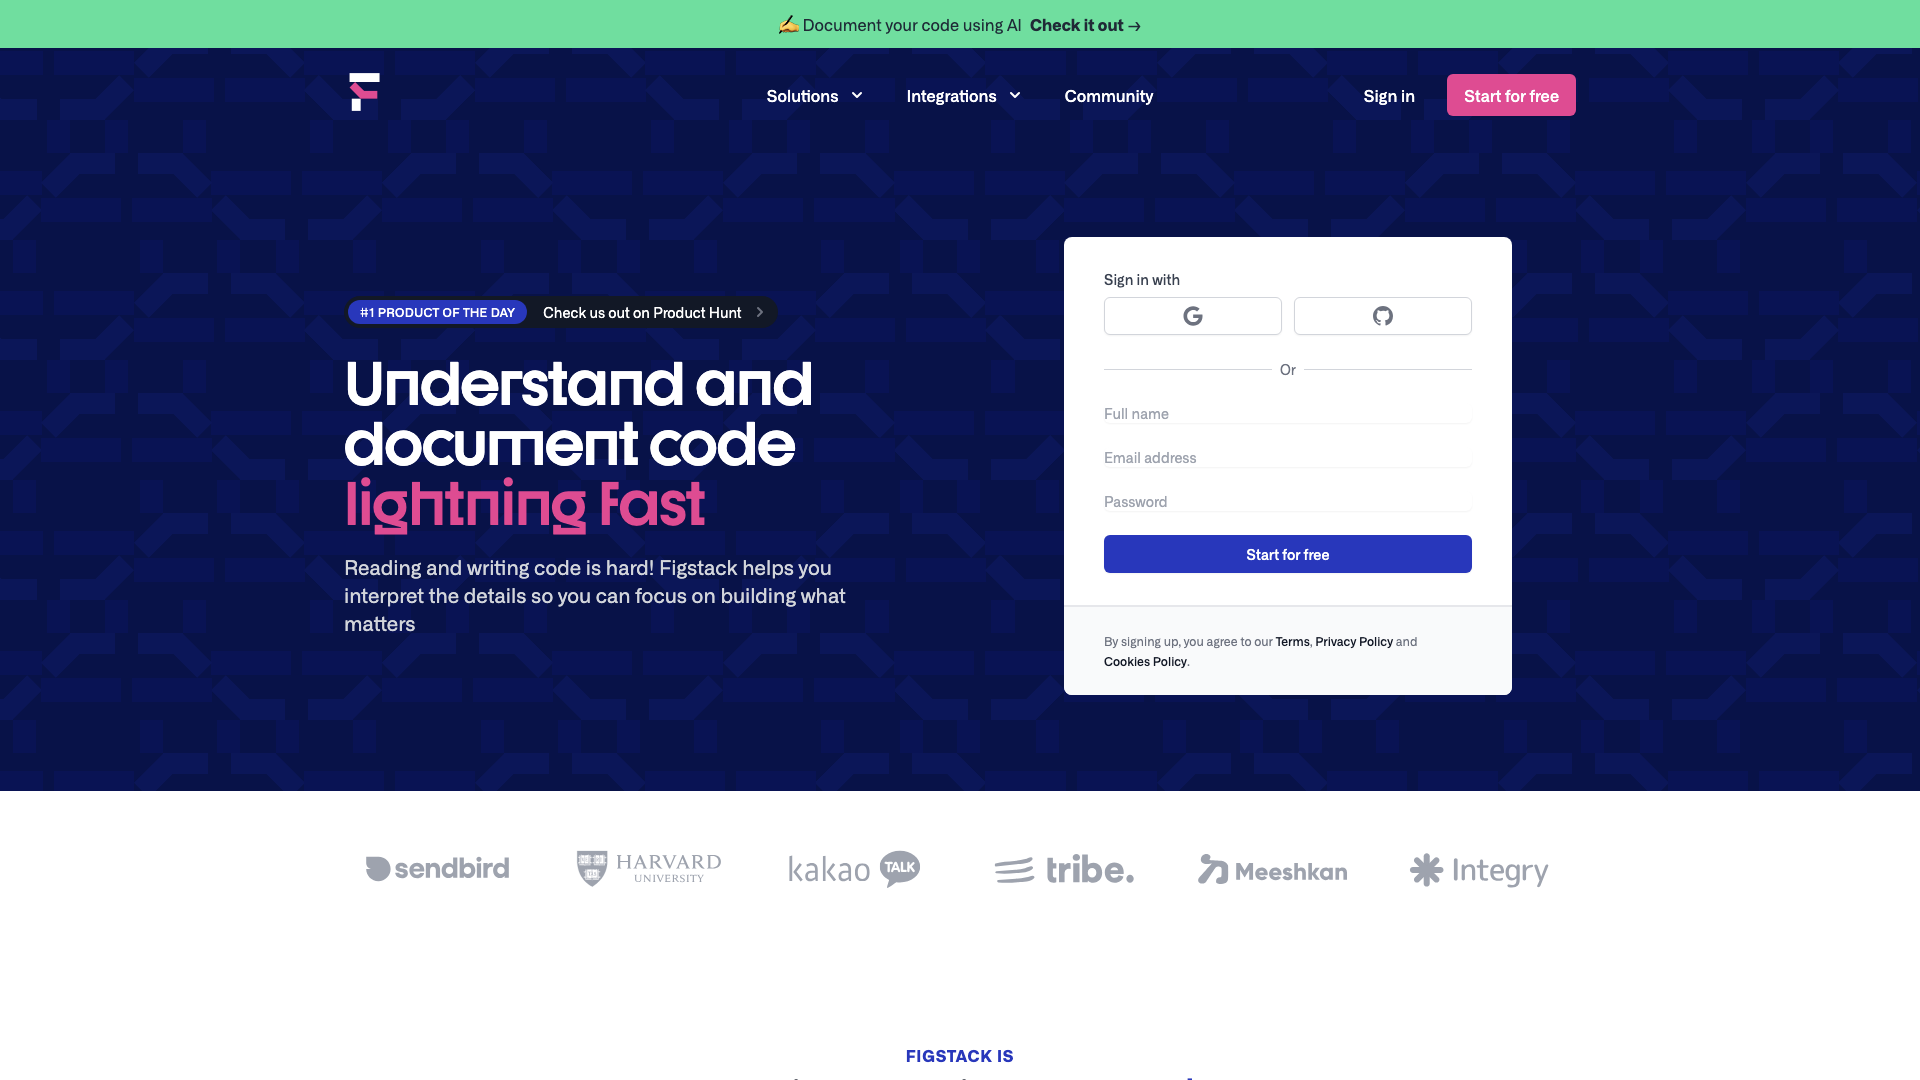 ✍️ Document your code using AI Check it out →
Solutions
Integrations
Community
Sign in
Start for free
#1 PRODUCT OF THE DAY
Check us out on Product Hunt
Understand and
document code
lightning fast
Reading and writing code is hard! Figstack helps you
interpret the details so you can focus on building what
matters
Sign in with
Or
Full name
Email address
Password
Start for free
By signing up, you agree to our Terms, Privacy Policy and
Cookies Policy.
sendbird
HARVARD
UNIVERSITY
kakao TALK
tribe.
Meeshkan
Integry
FIGSTACK IS